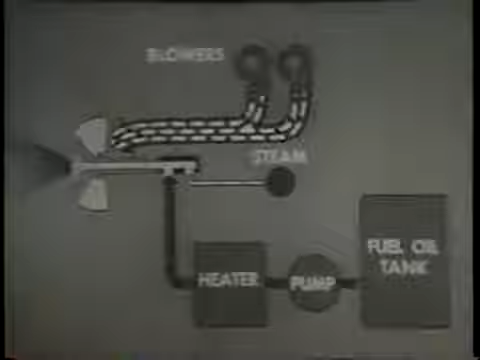 BLOWERS
STEAM
FUEL OIL
TANK
HEATER
PUMP